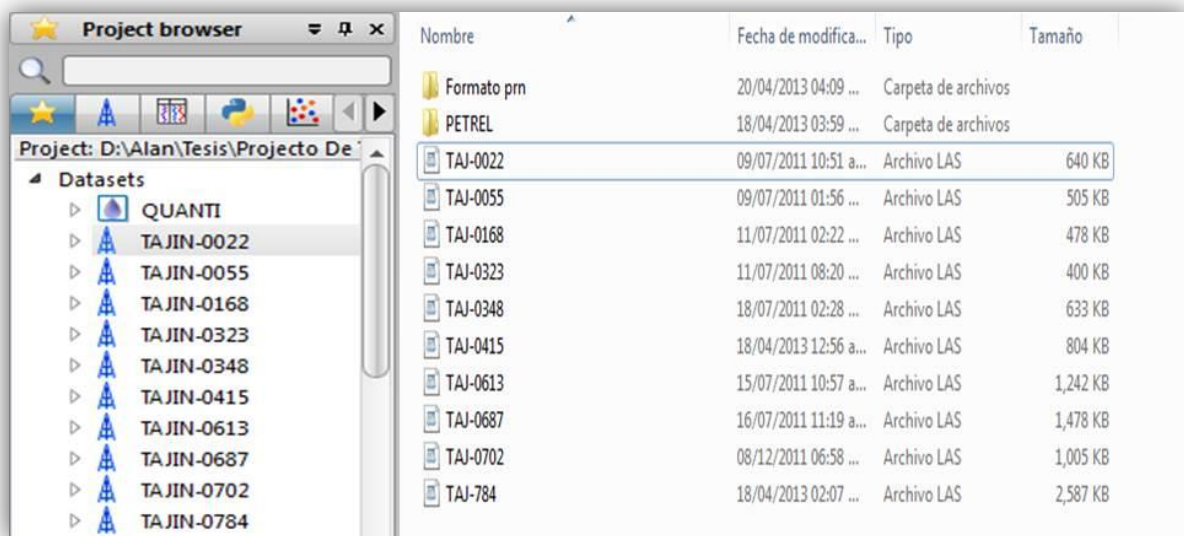 Project browser
Project: D:\Alan\Tesis\Projecto De
Datasets
QUANTI
TAJIN-0022
TAJIN-0055
TAJIN-0168
TAJIN-0323
TAJIN-0348
TAJIN-0415
TAJIN-0613
TAJIN-0687
TAJIN-0702
TAJIN-0784
Nombre Fecha de modifica... Tipo Tamaño
Formato prn 20/04/2013 04:09 ... Carpeta de archivos
PETREL 18/04/2013 03:59 ... Carpeta de archivos
TAJ-0022 09/07/2011 10:51 a... Archivo LAS 640 KB
TAJ-0055 09/07/2011 01:56 ... Archivo LAS 505 KB
TAJ-0168 11/07/2011 02:22 ... Archivo LAS 478 KB
TAJ-0323 11/07/2011 08:20 ... Archivo LAS 400 KB
TAJ-0348 18/07/2011 02:28 ... Archivo LAS 633 KB
TAJ-0415 18/04/2013 12:56 a... Archivo LAS 804 KB
TAJ-0613 15/07/2011 10:57 a... Archivo LAS 1,242 KB
TAJ-0687 16/07/2011 11:19 a... Archivo LAS 1,478 KB
TAJ-0702 08/12/2011 06:58 ... Archivo LAS 1,005 KB
TAJ-784 18/04/2013 02:07 ... Archivo LAS 2,587 KB